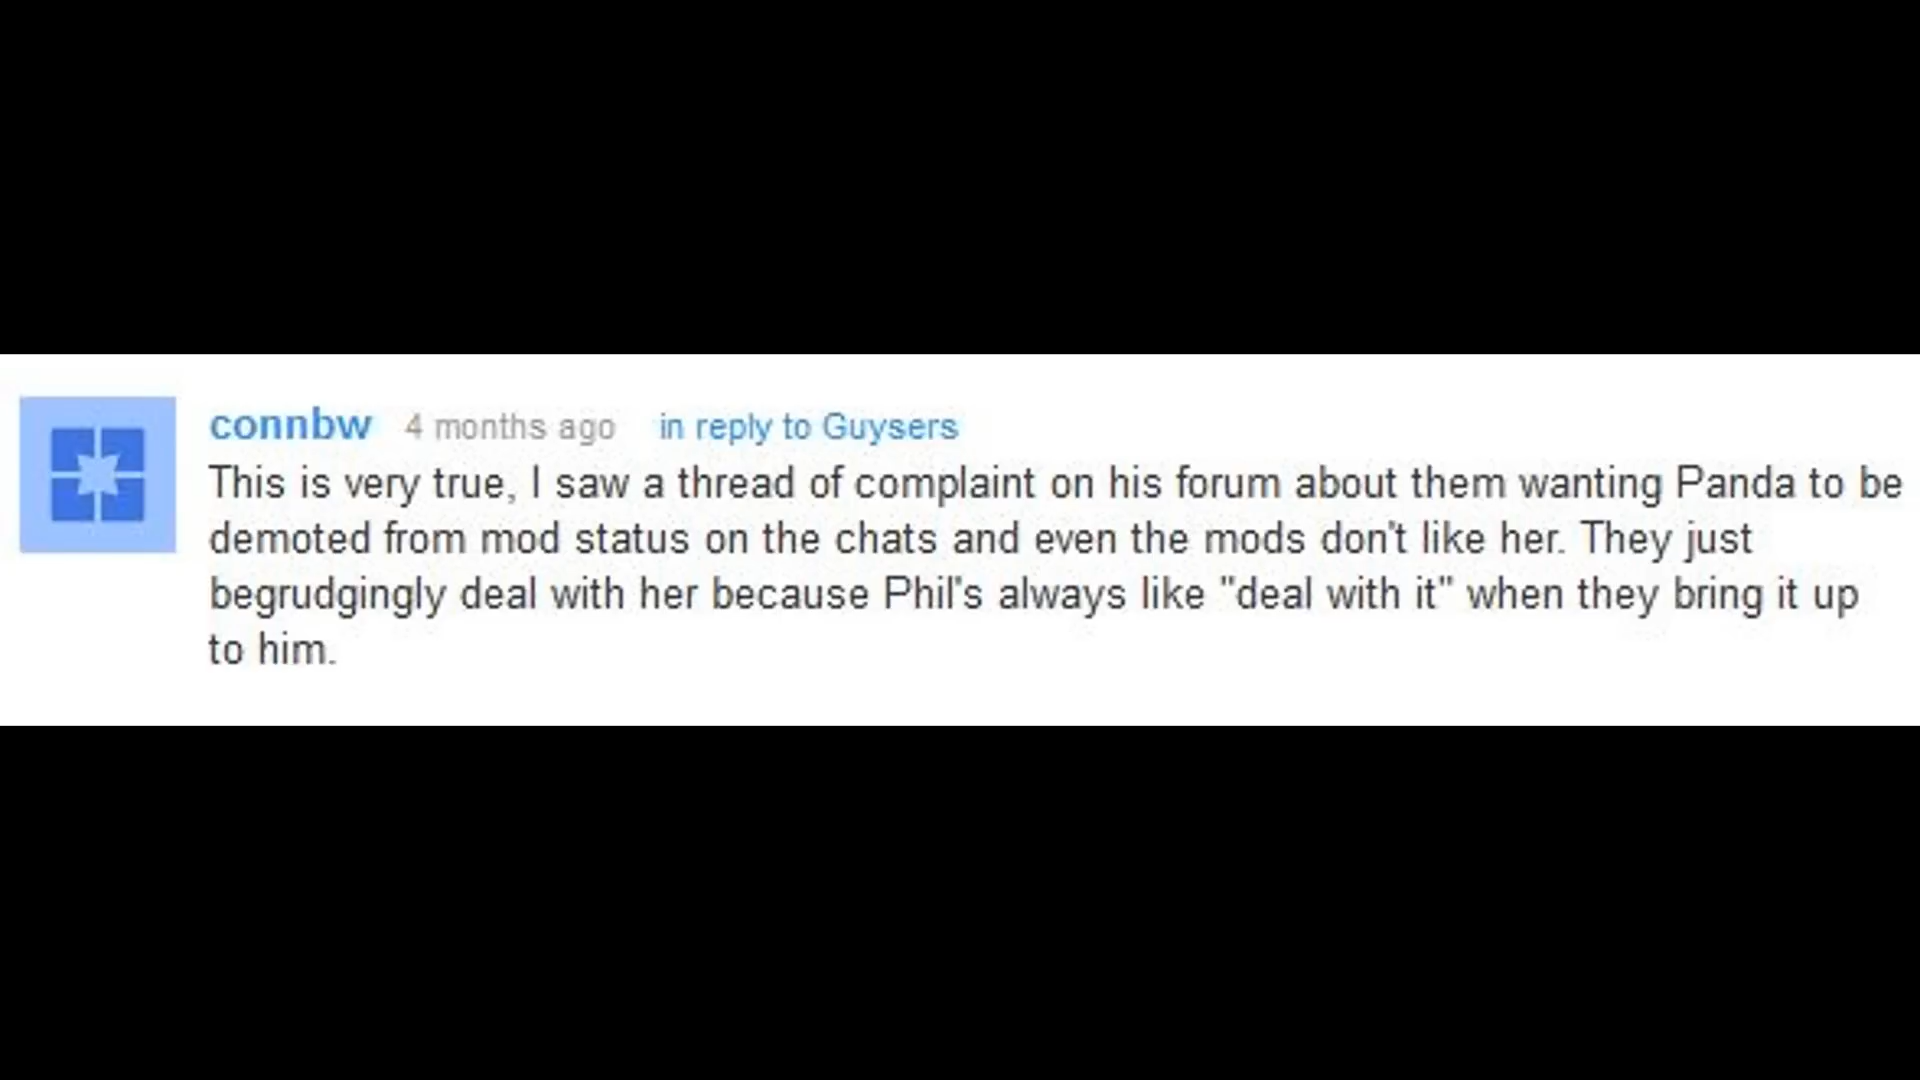 connbw 4 months ago in reply to Guysers
This is very true, I saw a thread of complaint on his forum about them wanting Panda to be
demoted from mod status on the chats and even the mods don't like her. They just
begrudgingly deal with her because Phil's always like "deal with it" when they bring it up
to him.